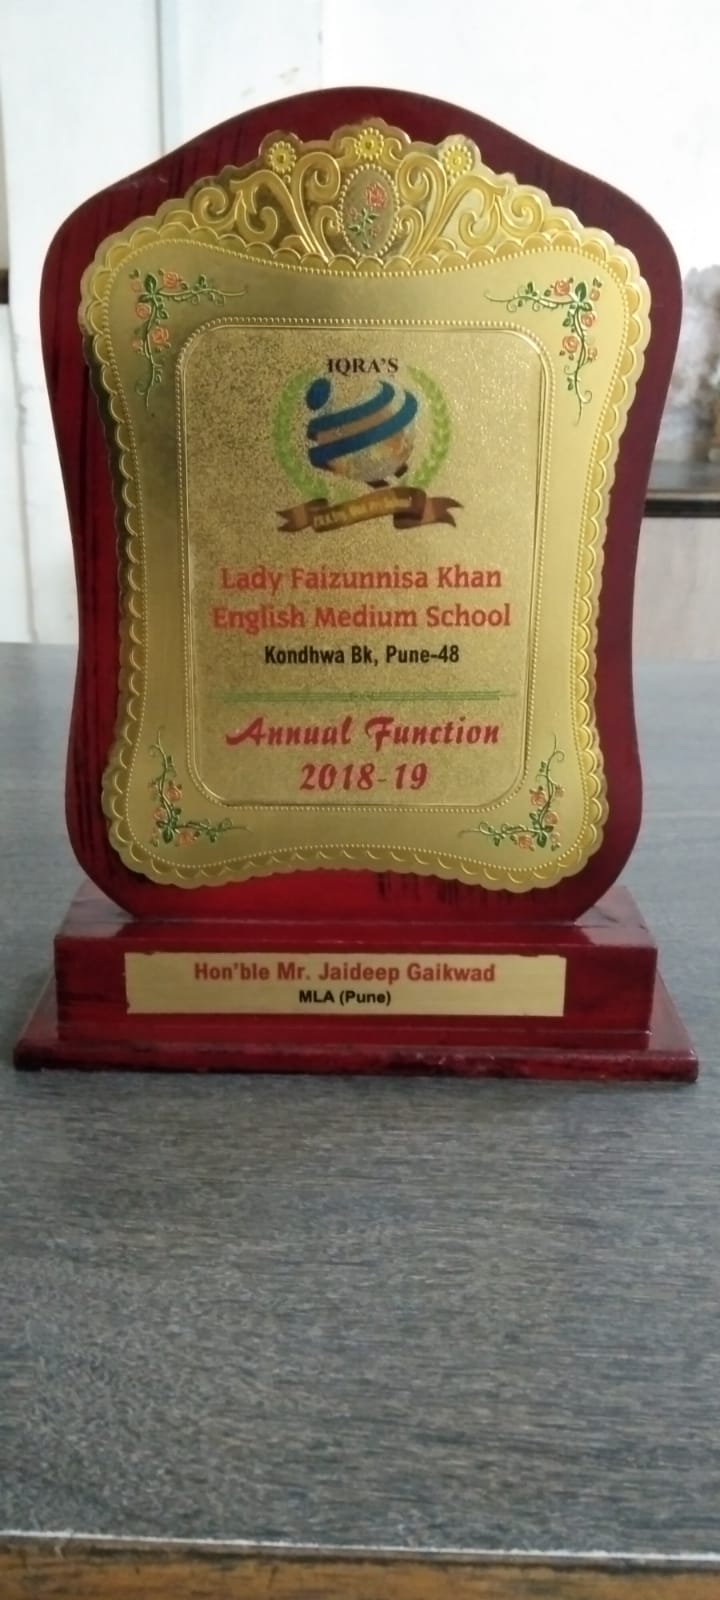 IQRA'S
Lady Faizunnisa Khan
English Medium School
Kondhwa Bk, Pune-48
Annual Function
2018-19
Hon'ble Mr. Jaideep Gaikwad
MLA (Pune)